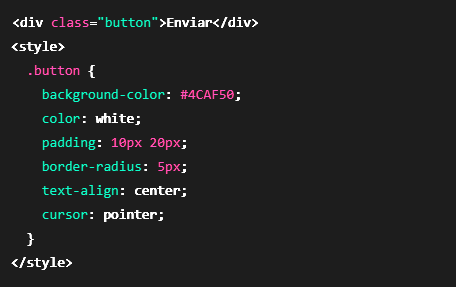 <div class="button">Enviar</div>
<style>
  .button {
    background-color: #4CAF50;
    color: white;
    padding: 10px 20px;
    border-radius: 5px;
    text-align: center;
    cursor: pointer;
  }
</style>